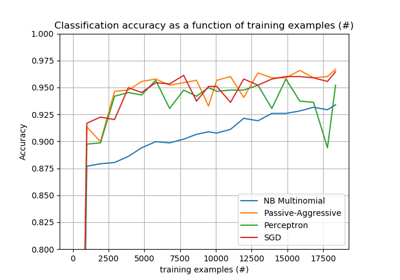 Classification accuracy as a function of training examples (#)
1.000
0.975
0.950
0.925
0.900
0.875
0.850
0.825
0.800
Accuracy
NB Multinomial
Passive-Aggressive
Perceptron
SGD
0 2500 5000 7500 10000 12500 15000 17500
training examples (#)